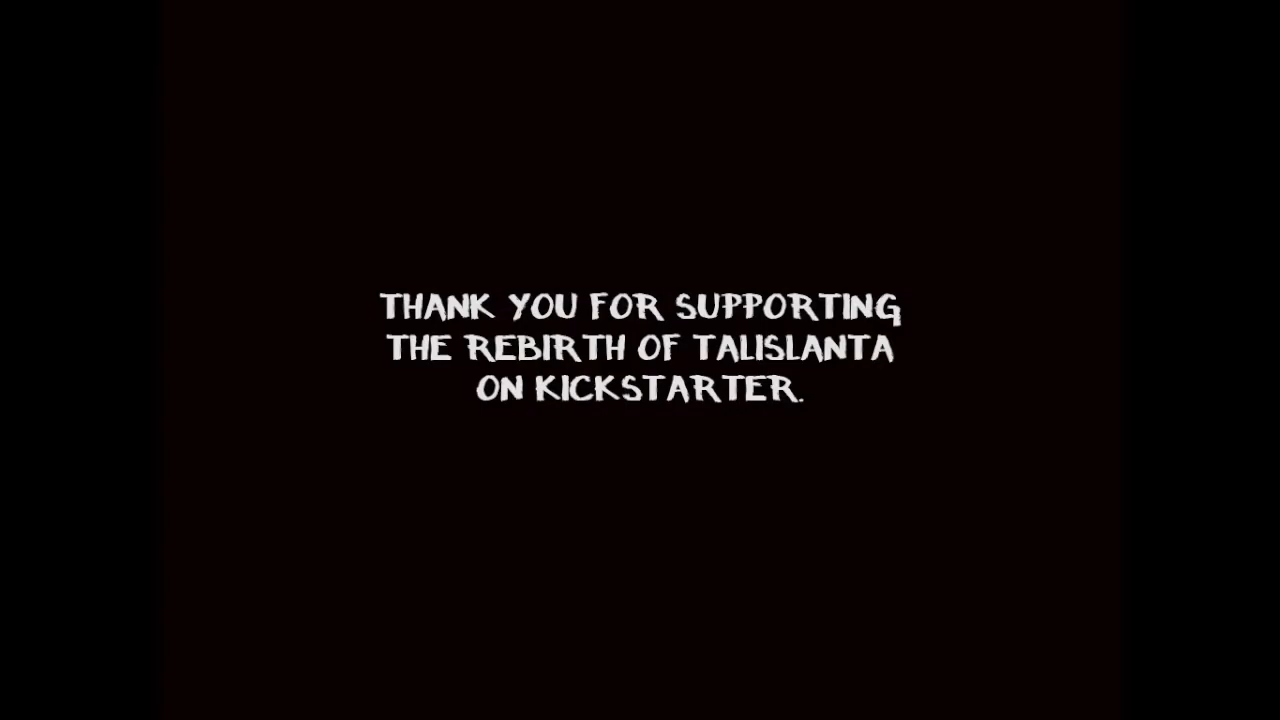 THANK YOU FOR SUPPORTING
THE REBIRTH OF TALISLANTA
ON KICKSTARTER.